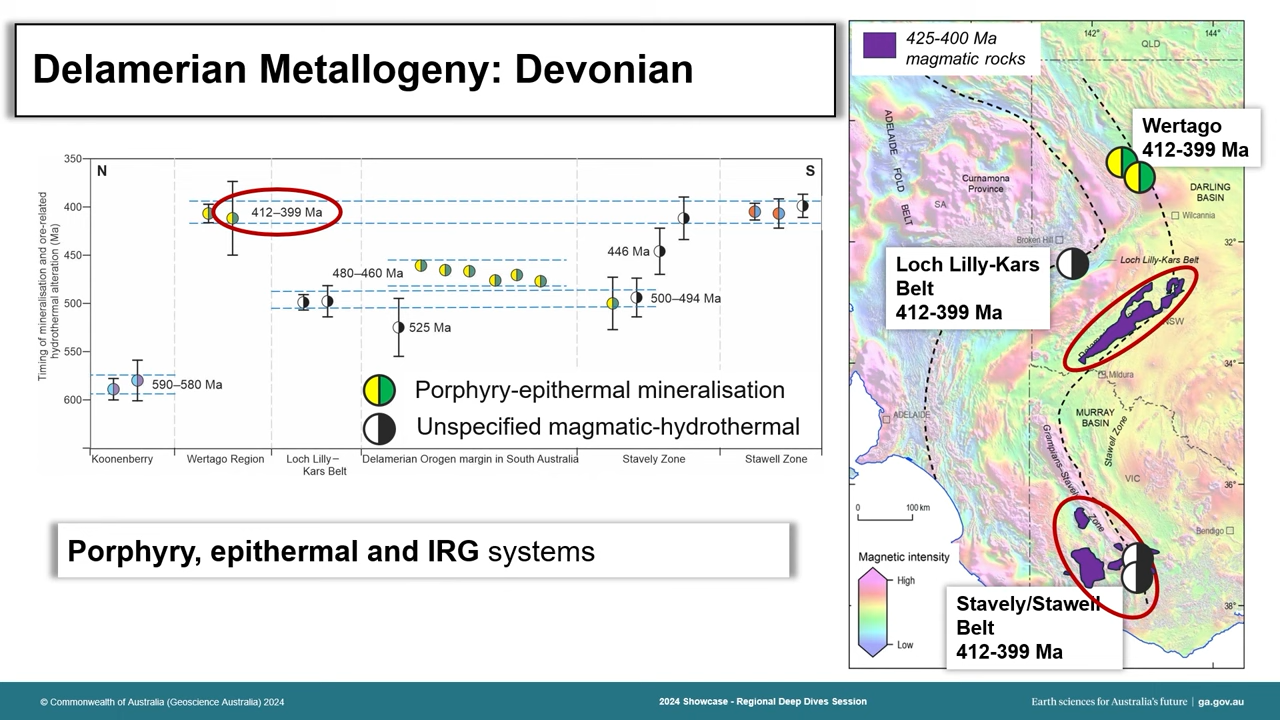 Delamerian Metallogeny: Devonian
Timing of mineralisation and ore-related
hydrothermal alteration (Ma)
350
400
450
500
550
600
N
S
412–399 Ma
480–460 Ma
525 Ma
446 Ma
500–494 Ma
590–580 Ma
Porphyry-epithermal mineralisation
Unspecified magmatic-hydrothermal
Koonenberry
Wertago Region
Loch Lilly–
Kars Belt
Delamerian Orogen margin in South Australia
Stavely Zone
Stawell Zone
Porphyry, epithermal and IRG systems
425-400 Ma
magmatic rocks
142°
144°
QLD
Wertago
412-399 Ma
ADELAIDE FOLD BELT
Curnamona
Province
SA
DARLING
BASIN
Wilcannia
Broken Hill
32°
Loch Lilly-Kars Belt
Loch Lilly-Kars
Belt
412-399 Ma
NSW
34°
Mildura
ADELAIDE
MURRAY
BASIN
Stawell Zone
Grampians-Stavely Zone
VIC
36°
0
100 km
Bendigo
Magnetic intensity
High
Low
38°
Stavely/Stawell
Belt
412-399 Ma
© Commonwealth of Australia (Geoscience Australia) 2024
2024 Showcase - Regional Deep Dives Session
Earth sciences for Australia's future | ga.gov.au